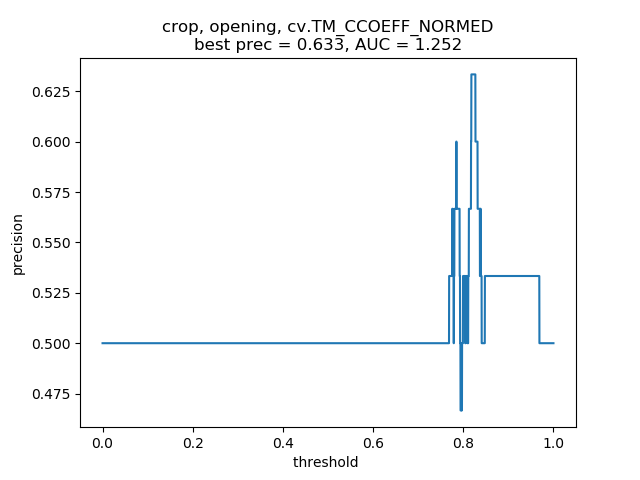 crop, opening, cv.TM_CCOEFF_NORMED
best prec = 0.633, AUC = 1.252
0.625
0.600
0.575
0.550
0.525
0.500
0.475
precision
0.0 0.2 0.4 0.6 0.8 1.0
threshold